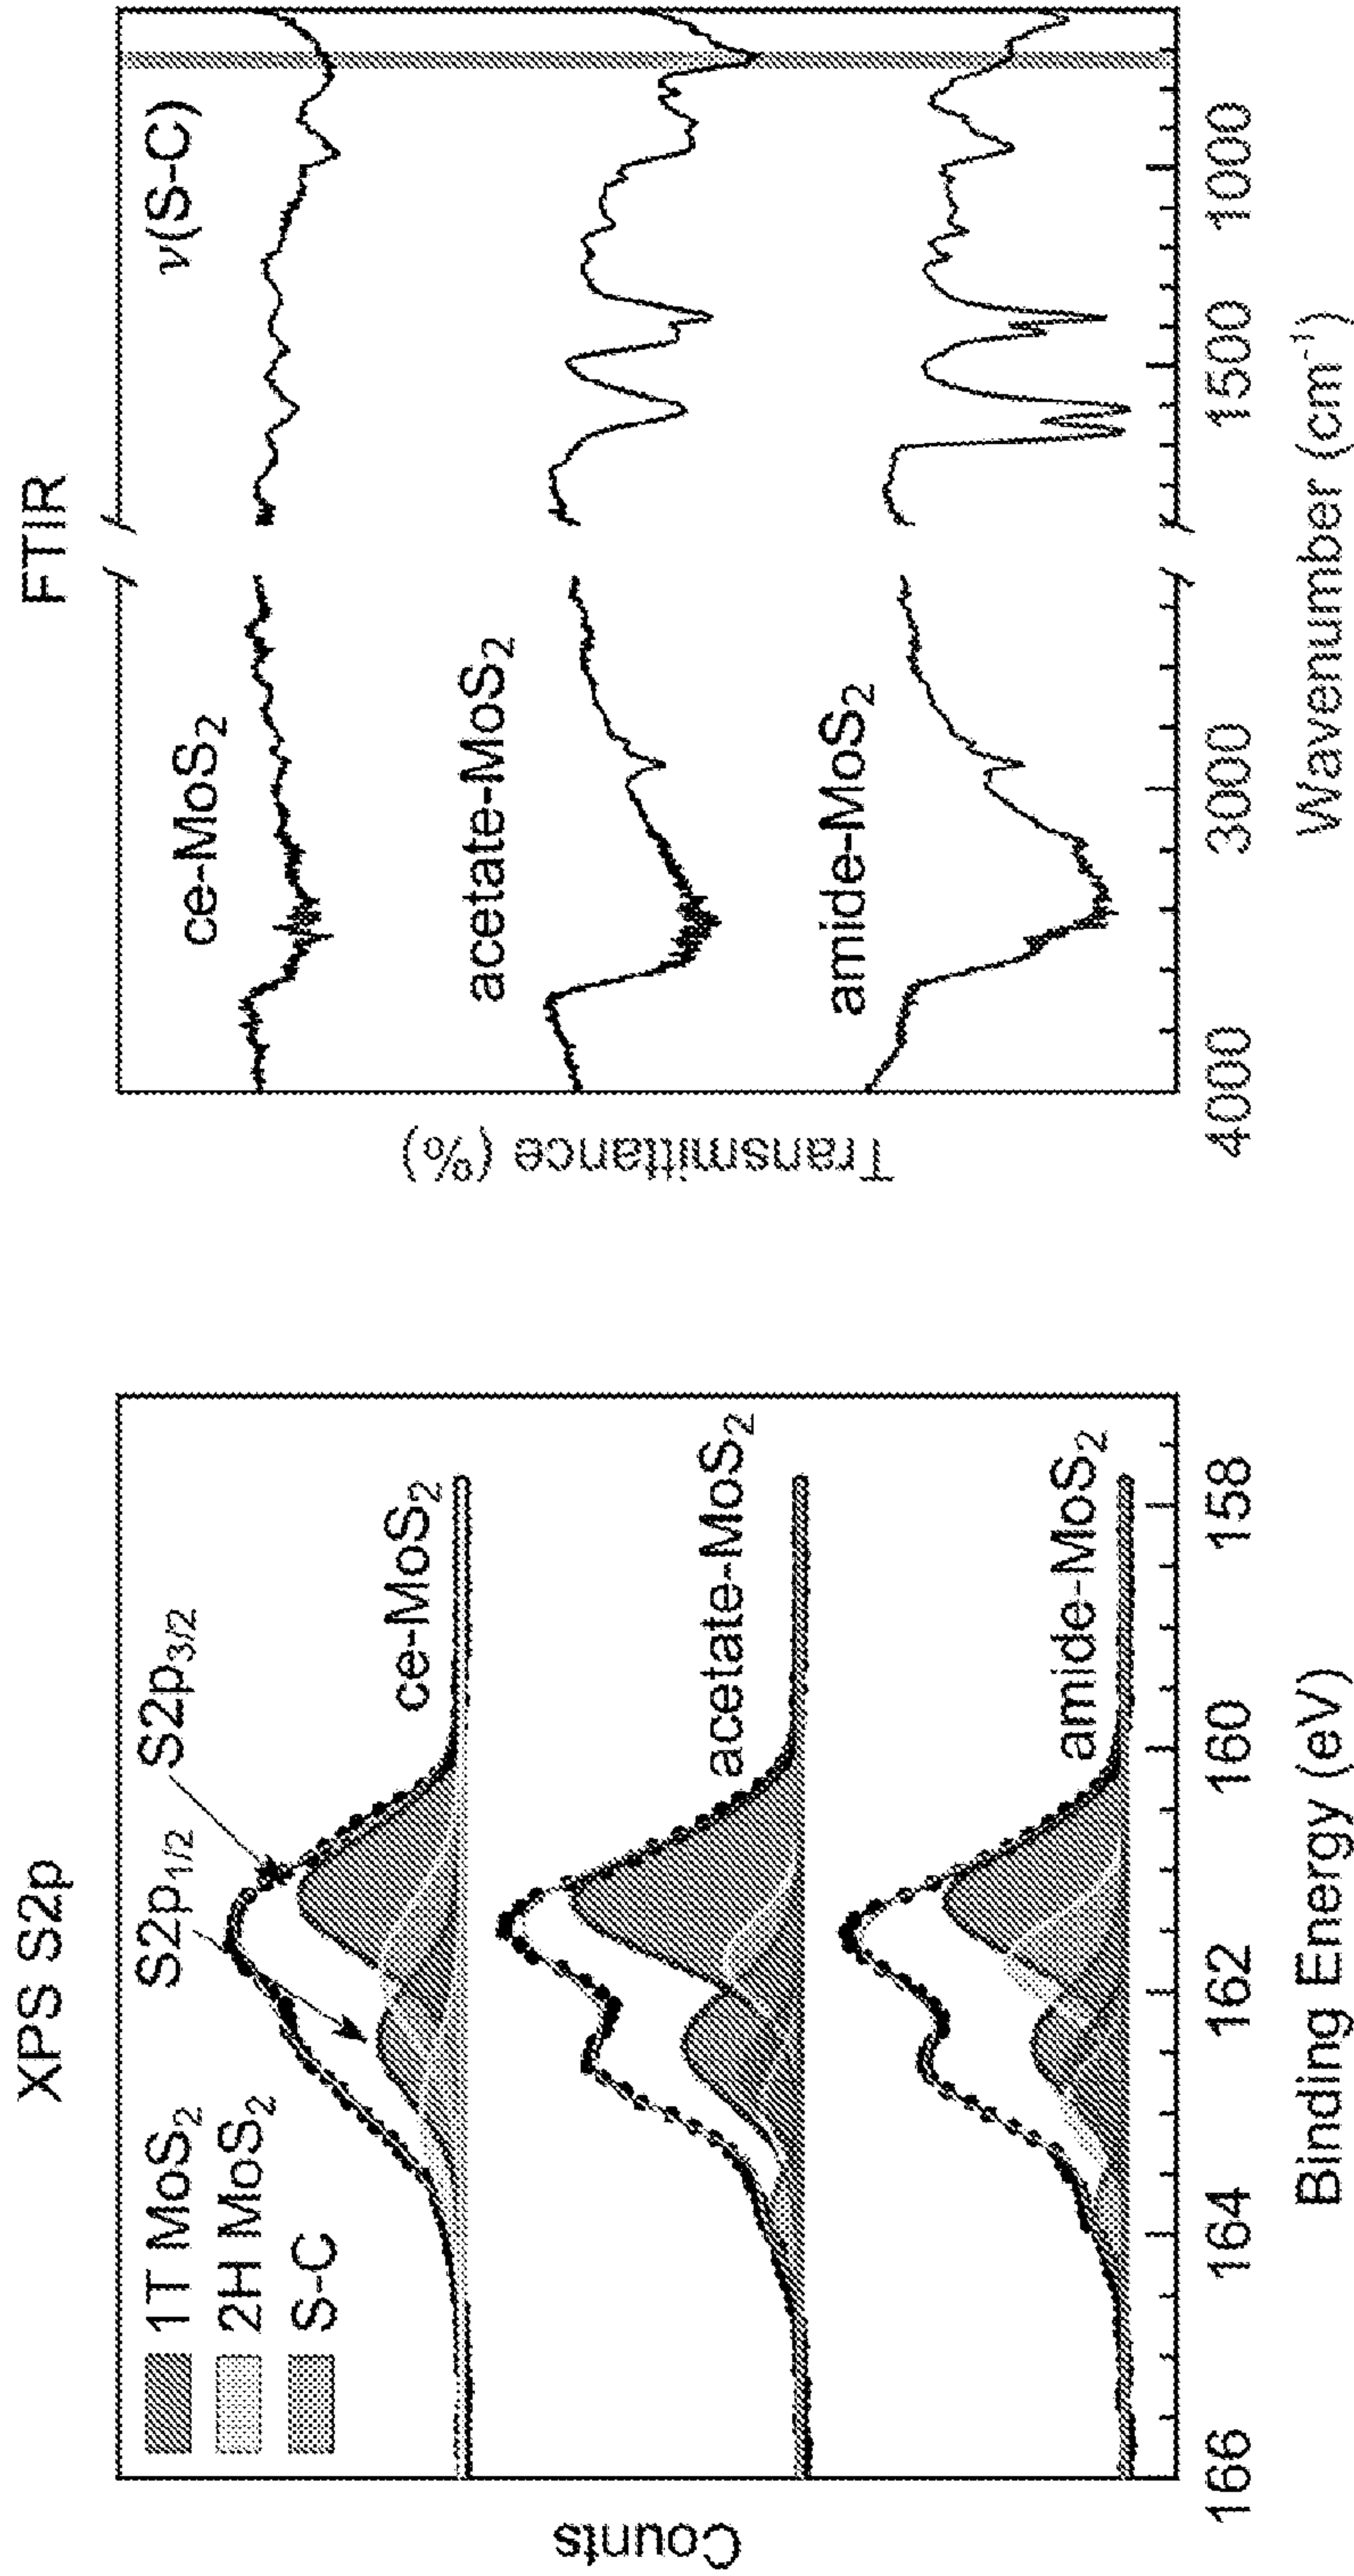 XPS S2p
1T MoS₂
2H MoS₂
S-C
S2p₁/₂
S2p₃/₂
ce-MoS₂
acetate-MoS₂
amide-MoS₂
Counts
166 164 162 160 158
Binding Energy (eV)
FTIR
ν(S-C)
ce-MoS₂
acetate-MoS₂
amide-MoS₂
Transmittance (%)
4000 3000 1500 1000
Wavenumber (cm⁻¹)